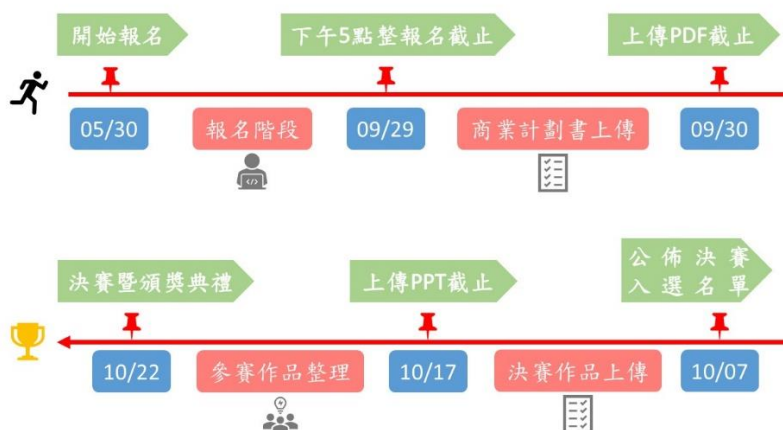 開始報名
下午5點整報名截止
上傳PDF截止
05/30
報名階段
09/29
商業計劃書上傳
09/30
決賽暨頒獎典禮
上傳PPT截止
公佈決賽
入選名單
10/22
參賽作品整理
10/17
決賽作品上傳
10/07